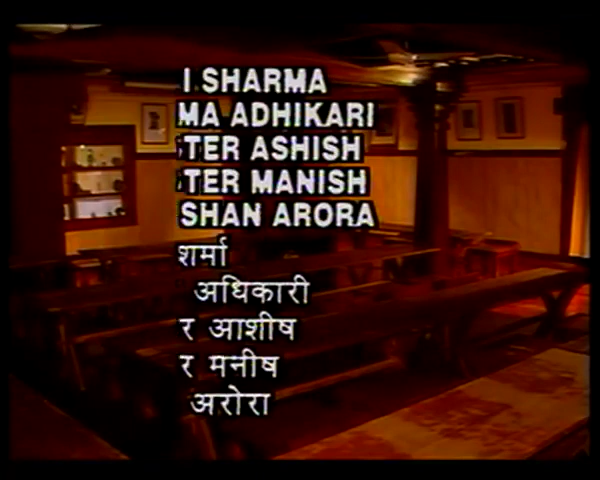 I.SHARMA
MA ADHIKARI
TER ASHISH
TER MANISH
SHAN ARORA
शर्मा
अधिकारी
र आशीष
र मनीष
अरोरा